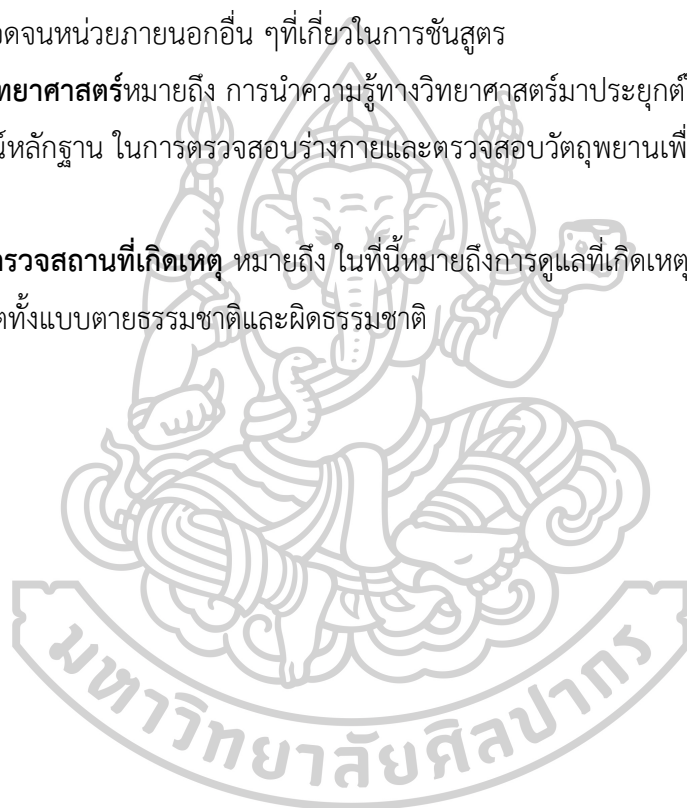 จนหน่วยภายนอกอื่น ๆที่เกี่ยวในการชันสูตร
ทยาศาสตร์หมายถึง การนำความรู้ทางวิทยาศาสตร์มาประยุกต์
หลักฐาน ในการตรวจสอบร่างกายและตรวจสอบวัตถุพยานเพื่
ตรวจสถานที่เกิดเหตุ หมายถึง ในที่นี้หมายถึงการดูแลที่เกิดเหตุ
ทั้งแบบตายธรรมชาติและผิดธรรมชาติ
มหาวิทยาลัยศิลปากร